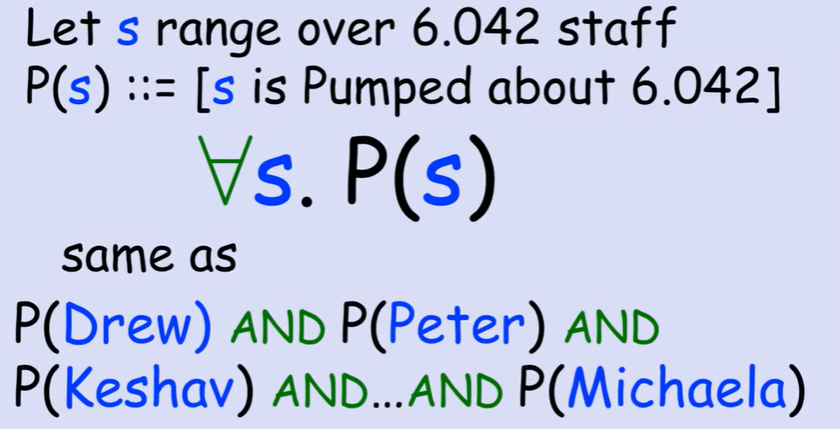 Let s range over 6.042 staff
P(s) ::= [s is Pumped about 6.042]
∀s. P(s)
same as
P(Drew) AND P(Peter) AND
P(Keshav) AND...AND P(Michaela)